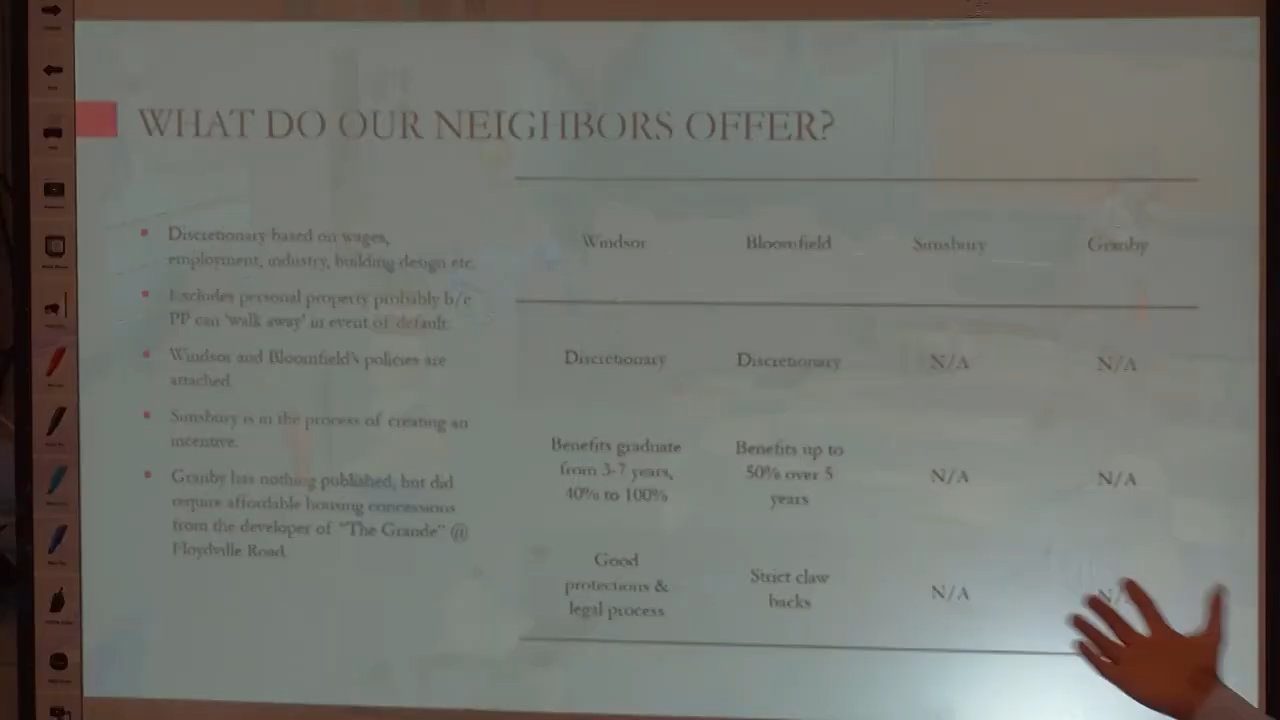 WHAT DO OUR NEIGHBORS OFFER?
Discretionary based on wages,
employment, industry, building design etc.
Excludes personal property probably b/c
PP can 'walk away' in event of default.
Windsor and Bloomfield's policies are
attached.
Simsbury is in the process of creating an
incentive.
Granby has nothing published, but did
require affordable housing concessions
from the developer of "The Grande" @
Floydville Road.
Windsor Bloomfield Simsbury Granby
Discretionary Discretionary N/A N/A
Benefits graduate
from 3-7 years,
40% to 100%
Benefits up to
50% over 5
years
N/A N/A
Good
protections &
legal process
Strict claw
backs
N/A N/A